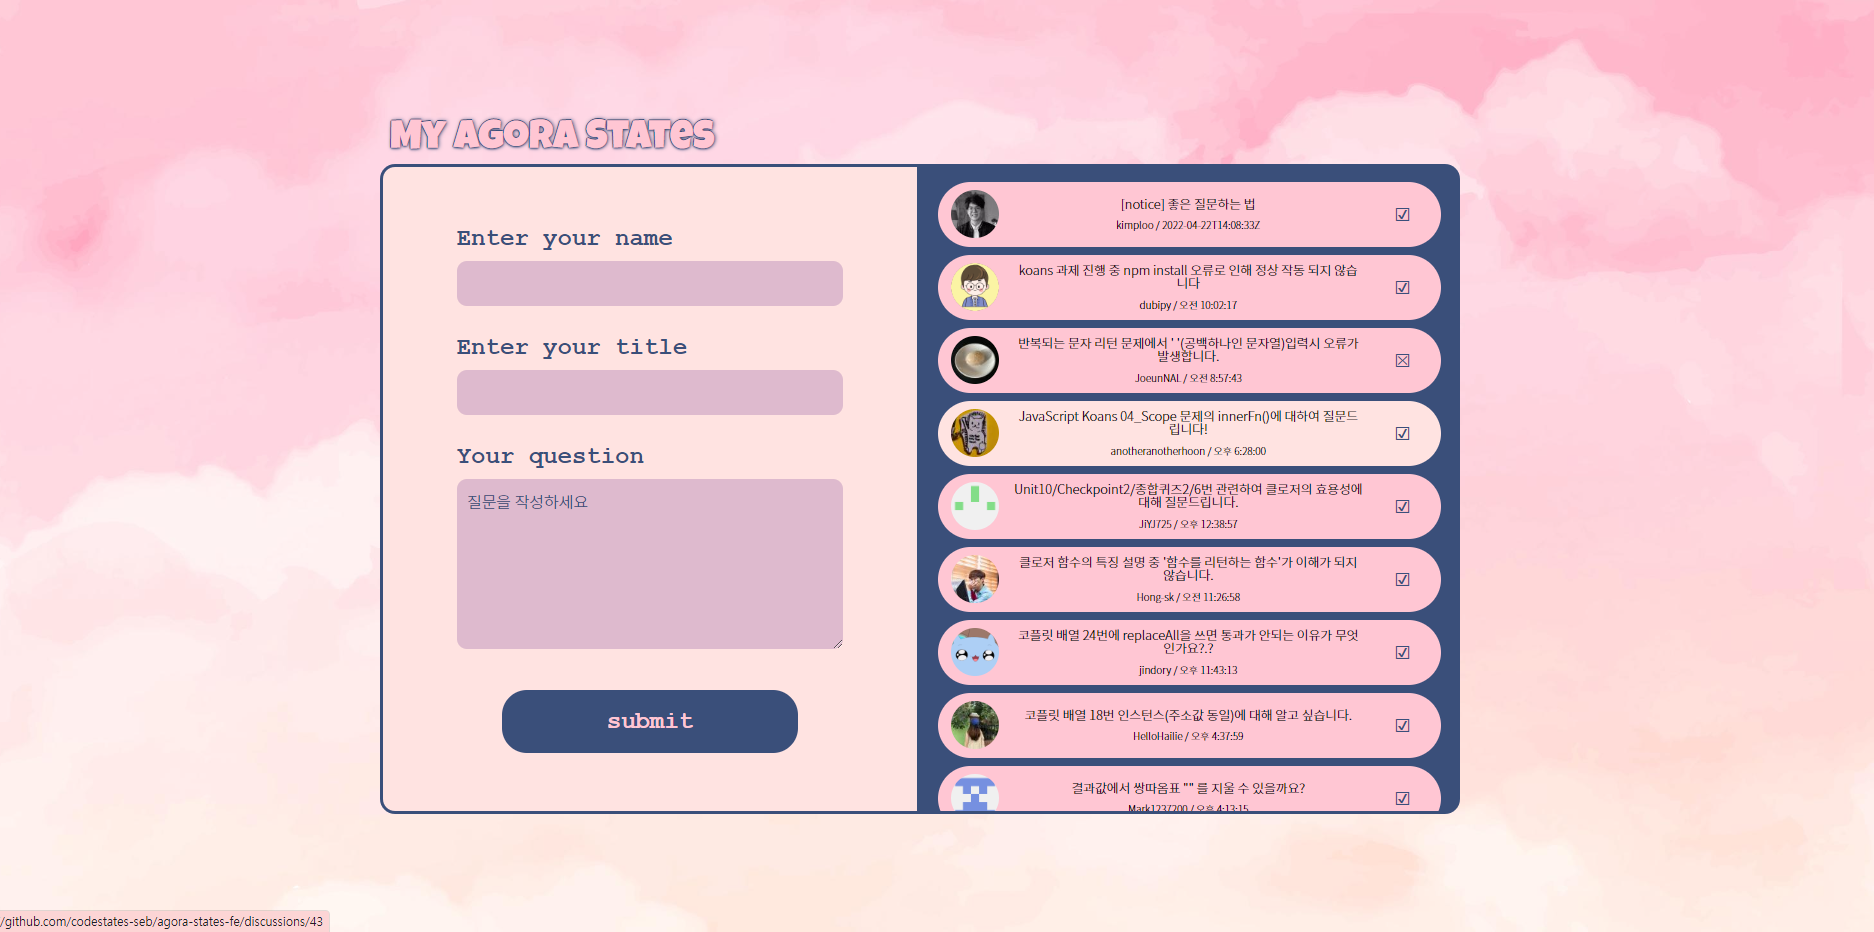 MY AGORA STATES
Enter your name
Enter your title
Your question
질문을 작성하세요
submit
[notice] 좋은 질문하는 법
kimploo / 2022-04-22T14:08:33Z
☑
koans 과제 진행 중 npm install 오류로 인해 정상 작동 되지 않습
니다
dubipy / 오전 10:02:17
☑
반복되는 문자 리턴 문제에서 ' '(공백하나인 문자열)입력시 오류가
발생합니다.
JoeunNAL / 오전 8:57:43
☒
JavaScript Koans 04_Scope 문제의 innerFn()에 대하여 질문드
립니다!
anotheranotherhoon / 오후 6:28:00
☑
Unit10/Checkpoint2/종합퀴즈2/6번 관련하여 클로저의 효용성에
대해 질문드립니다.
JiYJ725 / 오후 12:38:57
☑
클로저 함수의 특징 설명 중 '함수를 리턴하는 함수'가 이해가 되지
않습니다.
Hong-sk / 오전 11:26:58
☑
코플릿 배열 24번에 replaceAll을 쓰면 통과가 안되는 이유가 무엇
인가요?.?
jindory / 오후 11:43:13
☑
코플릿 배열 18번 인스턴스(주소값 동일)에 대해 알고 싶습니다.
HelloHailie / 오후 4:37:59
☑
결과값에서 쌍따옴표 "" 를 지울 수 있을까요?
Mark1237200 / 오후 4:13:15
☑
/github.com/codestates-seb/agora-states-fe/discussions/43